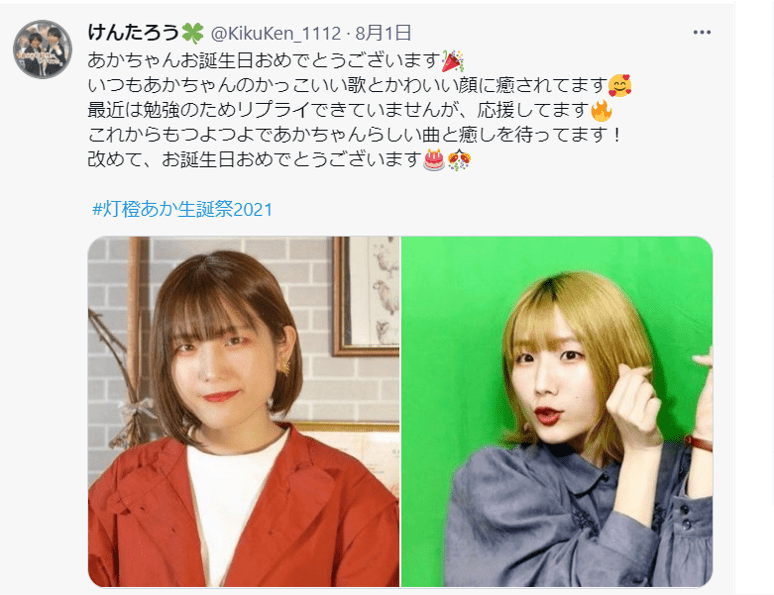 けんたろう🍀 @KikuKen_1112 · 8月1日
あかちゃんお誕生日おめでとうございます🎉
いつもあかちゃんのかっこいい歌とかわいい顔に癒されてます🥰
最近は勉強のためリプライできていませんが、応援してます🔥
これからもつよつよであかちゃんらしい曲と癒しを待ってます！
改めて、お誕生日おめでとうございます🎂🎊
#灯橙あか生誕祭2021